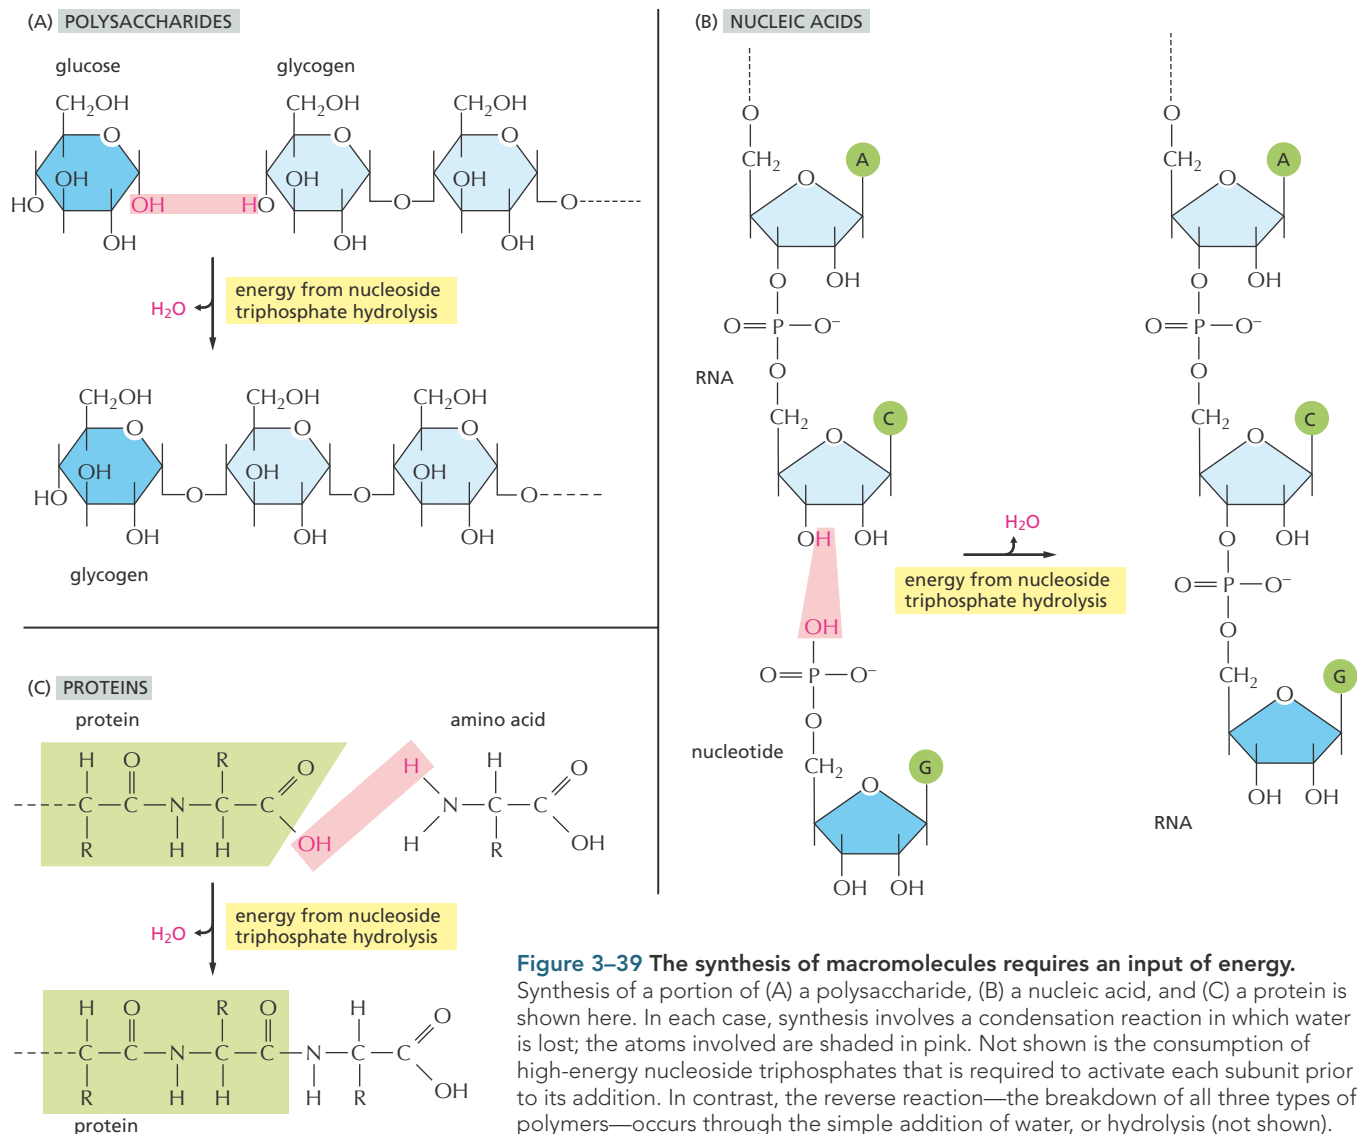 (A) POLYSACCHARIDES
glucose
glycogen
CH₂OH
CH₂OH
CH₂OH
O
O
O
OH
OH
OH
HO
OH
HO
O
O
OH
OH
OH
H₂O
energy from nucleoside
triphosphate hydrolysis
CH₂OH
CH₂OH
CH₂OH
O
O
O
OH
OH
OH
HO
O
O
O
OH
OH
OH
glycogen
(B) NUCLEIC ACIDS
O
CH₂
A
O
O
OH
O=P—O⁻
O
RNA
CH₂
C
O
OH
OH
OH
O=P—O⁻
O
nucleotide
CH₂
G
O
OH
OH
H₂O
energy from nucleoside
triphosphate hydrolysis
O
CH₂
A
O
O
OH
O=P—O⁻
O
CH₂
C
O
O
OH
O=P—O⁻
O
CH₂
G
O
OH
OH
RNA
(C) PROTEINS
protein
amino acid
H
O
R
O
H
H
O
C—C—N—C—C
N—C—C
R
H
H
OH
H
R
OH
H₂O
energy from nucleoside
triphosphate hydrolysis
H
O
R
O
H
O
C—C—N—C—C—N—C—C
R
H
H
H
R
OH
protein
Figure 3–39 The synthesis of macromolecules requires an input of energy.
Synthesis of a portion of (A) a polysaccharide, (B) a nucleic acid, and (C) a protein is
shown here. In each case, synthesis involves a condensation reaction in which water
is lost; the atoms involved are shaded in pink. Not shown is the consumption of
high-energy nucleoside triphosphates that is required to activate each subunit prior
to its addition. In contrast, the reverse reaction—the breakdown of all three types of
polymers—occurs through the simple addition of water, or hydrolysis (not shown).